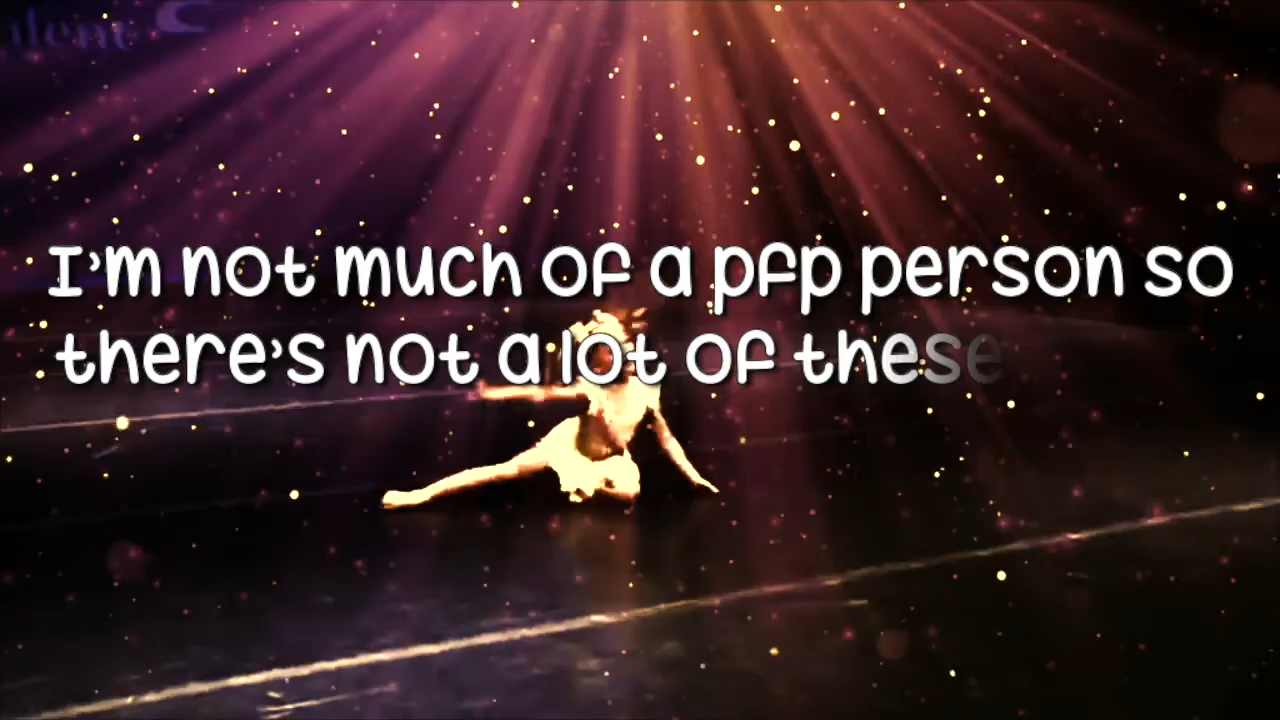 I'm not much of a pfp person so
there's not a lot of these